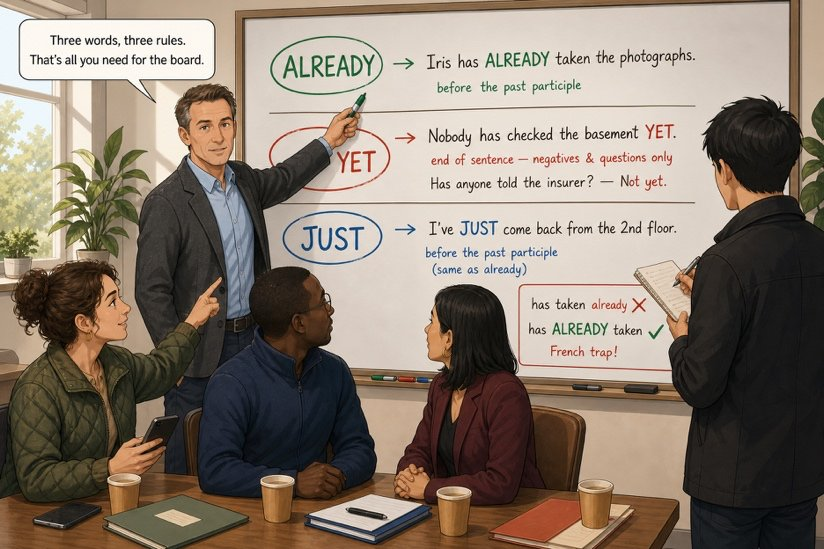 Three words, three rules.
That's all you need for the board.
ALREADY → Iris has ALREADY taken the photographs.
before the past participle
YET → Nobody has checked the basement YET.
end of sentence — negatives & questions only
Has anyone told the insurer? — Not yet.
JUST → I've JUST come back from the 2nd floor.
before the past participle
(same as already)
has taken already ✗
has ALREADY taken ✓
French trap!